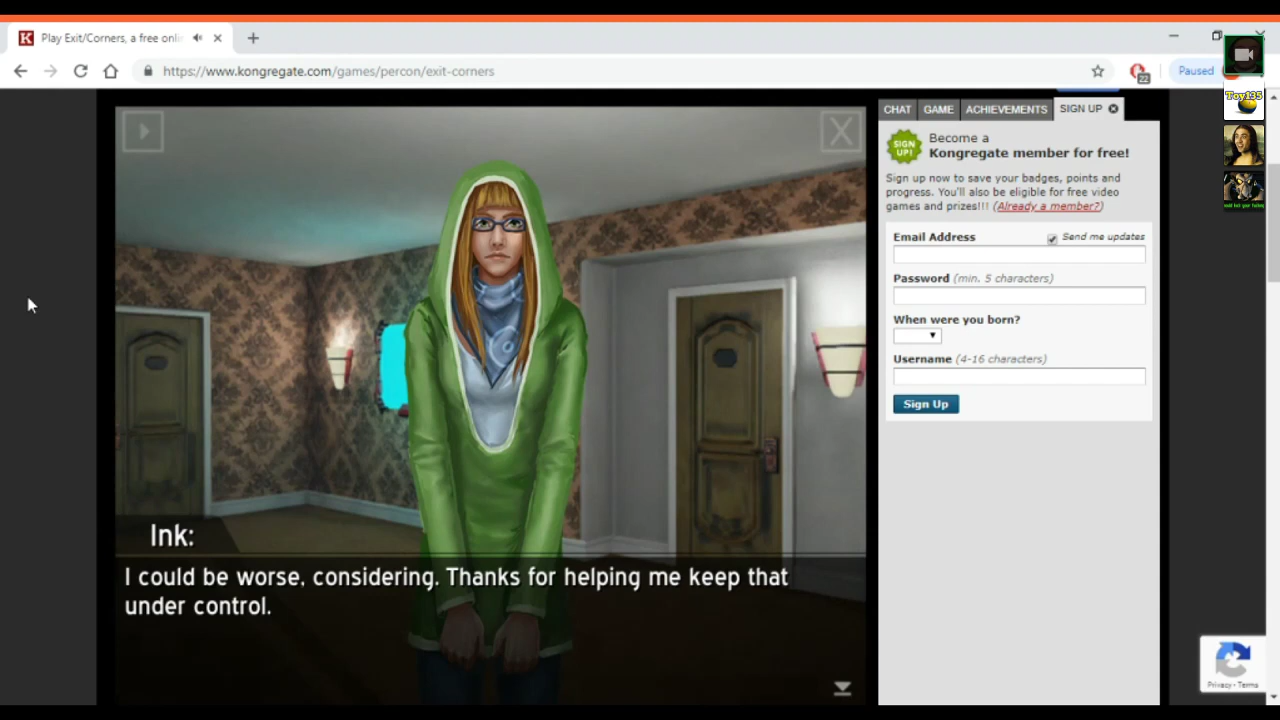 Play Exit/Corners, a free onli
https://www.kongregate.com/games/percon/exit-corners
22
Paused
Toy135
CHAT
GAME
ACHIEVEMENTS
SIGN UP
SIGN UP!
Become a
Kongregate member for free!
Sign up now to save your badges, points and
progress. You'll also be eligible for free video
games and prizes!!! (Already a member?)
Email Address
Send me updates
Password (min. 5 characters)
When were you born?
Username (4-16 characters)
Sign Up
Ink:
I could be worse, considering. Thanks for helping me keep that
under control.
Privacy - Terms